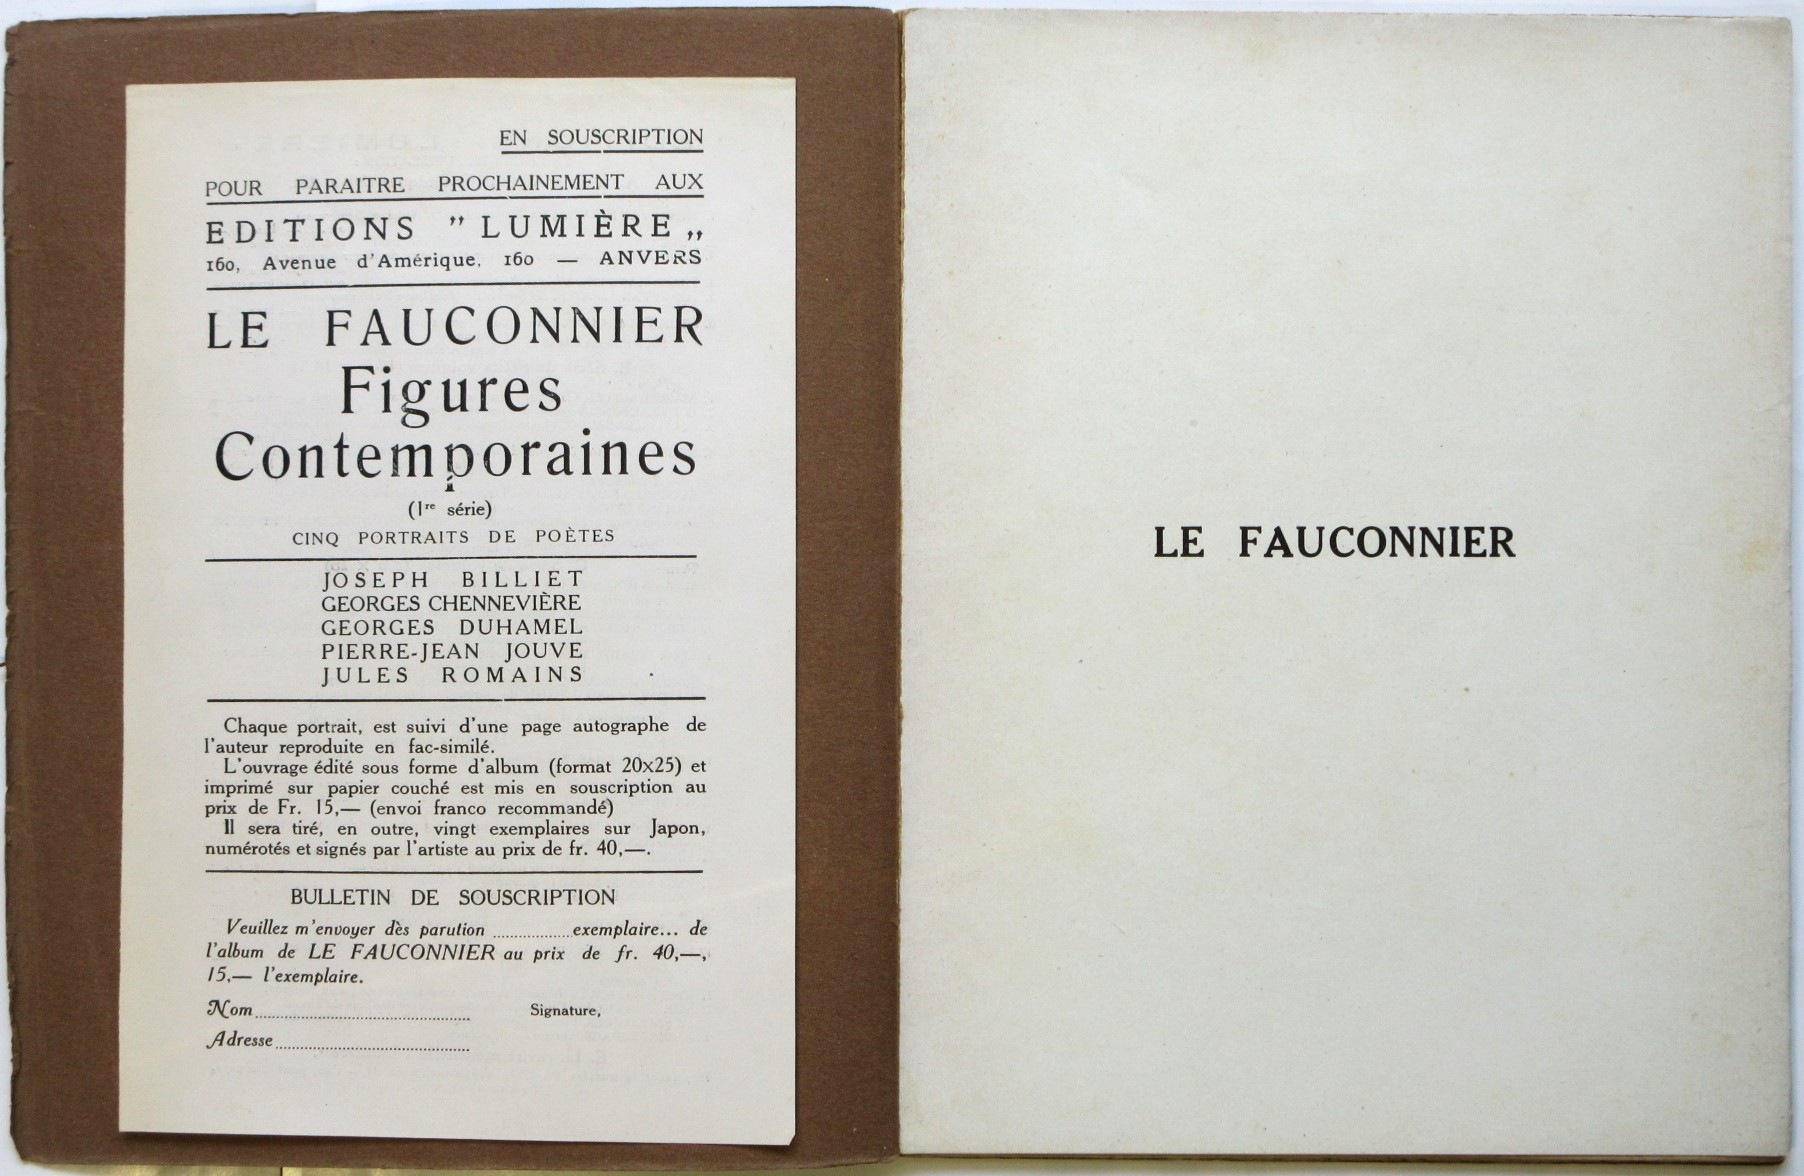 EN SOUSCRIPTION
POUR PARAITRE PROCHAINEMENT AUX
EDITIONS " LUMIÈRE „
160, Avenue d'Amérique, 160 — ANVERS
LE FAUCONNIER
Figures
Contemporaines
(1re série)
CINQ PORTRAITS DE POÈTES
JOSEPH BILLIET
GEORGES CHENNEVIÈRE
GEORGES DUHAMEL
PIERRE-JEAN JOUVE
JULES ROMAINS
Chaque portrait, est suivi d'une page autographe de
l'auteur reproduite en fac-similé.
L'ouvrage édité sous forme d'album (format 20x25) et
imprimé sur papier couché est mis en souscription au
prix de Fr. 15,— (envoi franco recommandé)
Il sera tiré, en outre, vingt exemplaires sur Japon,
numérotés et signés par l'artiste au prix de fr. 40,—.
BULLETIN DE SOUSCRIPTION
Veuillez m'envoyer dès parution ............... exemplaire... de
l'album de LE FAUCONNIER au prix de fr. 40,—,
15,— l'exemplaire.
Nom ........................................ Signature,
Adresse ....................................
LE FAUCONNIER